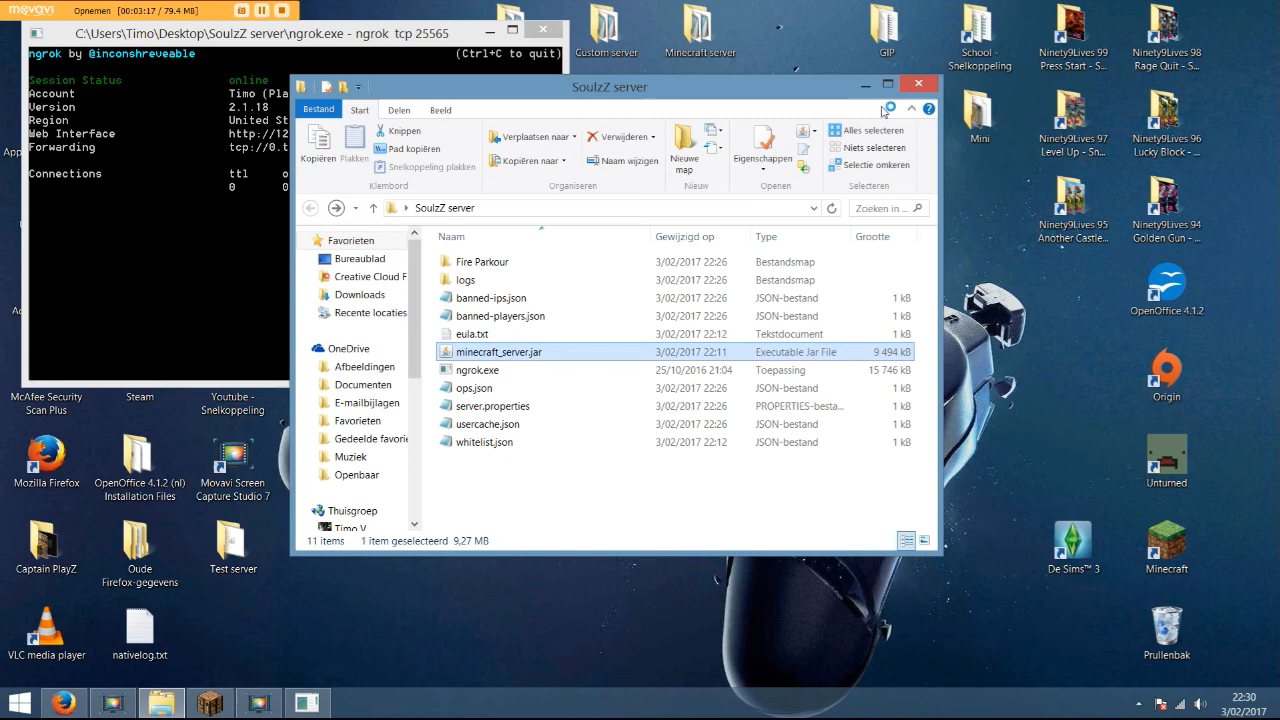 movavi Opnemen: [00:03:17 / 79.4 MB]
C:\Users\Timo\Desktop\SoulzZ server\ngrok.exe - ngrok tcp 25565
ngrok by @inconshreveable (Ctrl+C to quit)
Session Status online
Account Timo (Pla
Version 2.1.18
Region United St
Web Interface http://12
Forwarding tcp://0.t
Connections ttl o
0 0
SoulzZ server
Bestand Start Delen Beeld
Kopiëren
Plakken
Knippen
Pad kopiëren
Snelkoppeling plakken
Klembord
Verplaatsen naar
Kopiëren naar
Verwijderen
Naam wijzigen
Organiseren
Nieuwe map
Nieuw
Eigenschappen
Openen
Alles selecteren
Niets selecteren
Selectie omkeren
Selecteren
SoulzZ server
Zoeken in ...
Naam Gewijzigd op Type Grootte
Fire Parkour 3/02/2017 22:26 Bestandsmap
logs 3/02/2017 22:26 Bestandsmap
banned-ips.json 3/02/2017 22:26 JSON-bestand 1 kB
banned-players.json 3/02/2017 22:26 JSON-bestand 1 kB
eula.txt 3/02/2017 22:12 Tekstdocument 1 kB
minecraft_server.jar 3/02/2017 22:11 Executable Jar File 9 494 kB
ngrok.exe 25/10/2016 21:04 Toepassing 15 746 kB
ops.json 3/02/2017 22:26 JSON-bestand 1 kB
server.properties 3/02/2017 22:26 PROPERTIES-besta... 1 kB
usercache.json 3/02/2017 22:26 JSON-bestand 1 kB
whitelist.json 3/02/2017 22:12 JSON-bestand 1 kB
Favorieten
Bureaublad
Creative Cloud F
Downloads
Recente locaties
OneDrive
Afbeeldingen
Documenten
E-mailbijlagen
Favorieten
Gedeelde favorie
Muziek
Openbaar
Thuisgroep
Timo V.
11 items 1 item geselecteerd 9,27 MB
Custom server
Minecraft server
GIP
School - Snelkoppeling
Ninety9Lives 99 Press Start - S...
Ninety9Lives 98 Rage Quit - S...
Mini
Ninety9Lives 97 Level Up - Sn...
Ninety9Lives 96 Lucky Block - ...
Ninety9Lives 95 Another Castle...
Ninety9Lives 94 Golden Gun - ...
OpenOffice 4.1.2
Origin
Unturned
De Sims™ 3
Minecraft
Prullenbak
App
Ac
McAfee Security Scan Plus
Steam
Youtube - Snelkoppeling
Mozilla Firefox
OpenOffice 4.1.2 (nl) Installation Files
Movavi Screen Capture Studio 7
Captain PlayZ
Oude Firefox-gegevens
Test server
VLC media player
nativelog.txt
22:30
3/02/2017